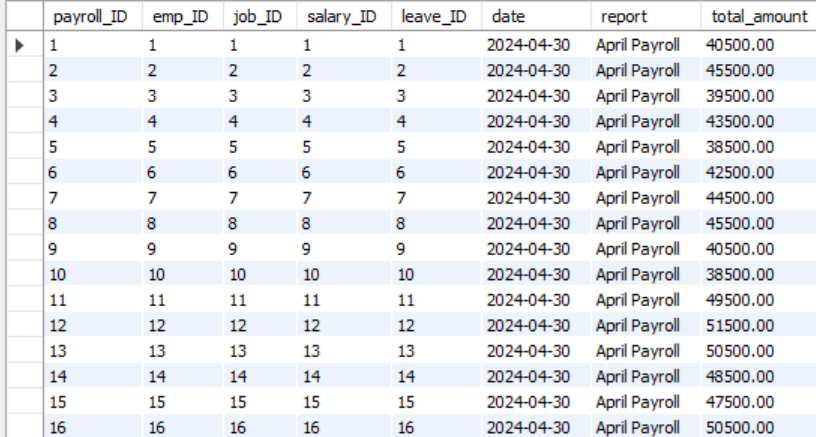 payroll_ID emp_ID job_ID salary_ID leave_ID date report total_amount
1 1 1 1 1 2024-04-30 April Payroll 40500.00
2 2 2 2 2 2024-04-30 April Payroll 45500.00
3 3 3 3 3 2024-04-30 April Payroll 39500.00
4 4 4 4 4 2024-04-30 April Payroll 43500.00
5 5 5 5 5 2024-04-30 April Payroll 38500.00
6 6 6 6 6 2024-04-30 April Payroll 42500.00
7 7 7 7 7 2024-04-30 April Payroll 44500.00
8 8 8 8 8 2024-04-30 April Payroll 45500.00
9 9 9 9 9 2024-04-30 April Payroll 40500.00
10 10 10 10 10 2024-04-30 April Payroll 38500.00
11 11 11 11 11 2024-04-30 April Payroll 49500.00
12 12 12 12 12 2024-04-30 April Payroll 51500.00
13 13 13 13 13 2024-04-30 April Payroll 50500.00
14 14 14 14 14 2024-04-30 April Payroll 48500.00
15 15 15 15 15 2024-04-30 April Payroll 47500.00
16 16 16 16 16 2024-04-30 April Payroll 50500.00